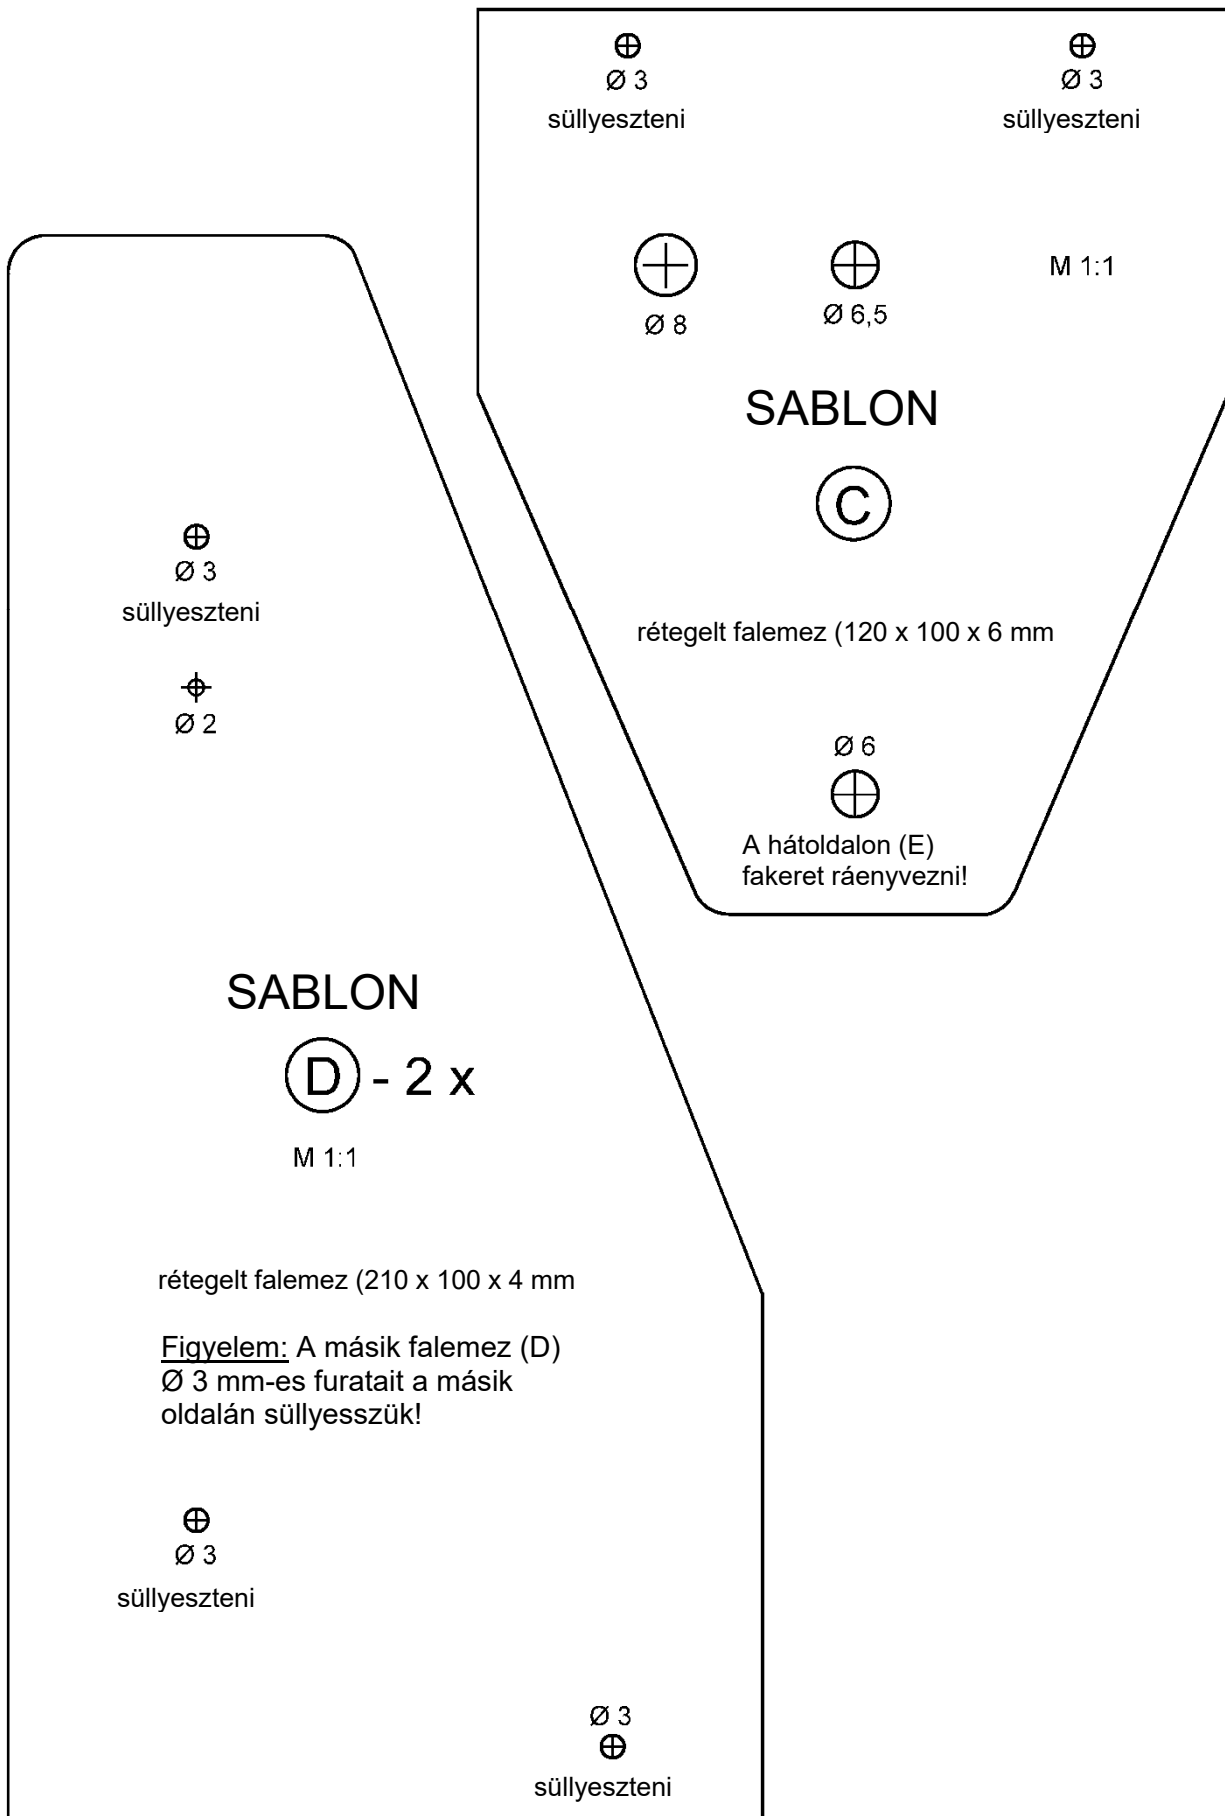 Ø 3
süllyeszteni
Ø 3
süllyeszteni
Ø 8
Ø 6,5
M 1:1
SABLON
C
rétegelt falemez (120 x 100 x 6 mm
Ø 6
A hátoldalon (E)
fakeret ráenyvezni!
Ø 3
süllyeszteni
Ø 2
SABLON
D - 2 x
M 1:1
rétegelt falemez (210 x 100 x 4 mm
Figyelem: A másik falemez (D)
Ø 3 mm-es furatait a másik
oldalán süllyesszük!
Ø 3
süllyeszteni
Ø 3
süllyeszteni